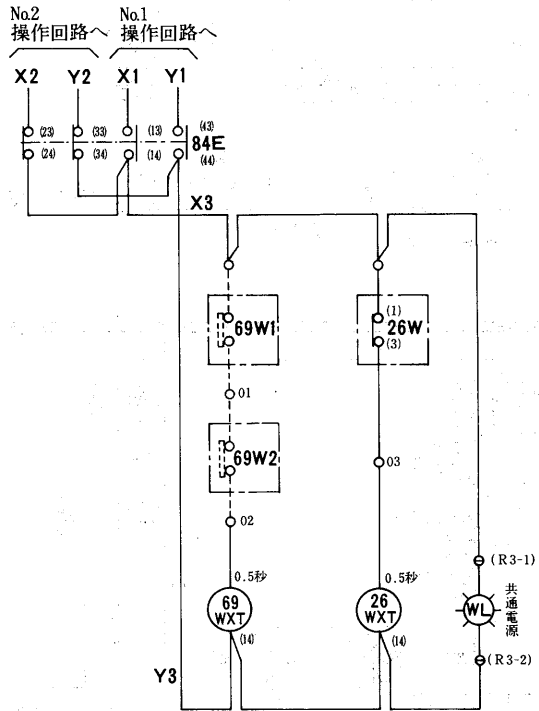 No.2
操作回路へ
No.1
操作回路へ
X2 Y2 X1 Y1
(23) (33) (13) (43)
84E
(24) (34) (14) (44)
X3
69W1
(1)
26W
(3)
01
69W2
03
02
(R3-1)
0.5秒
0.5秒
69
WXT
26
WXT
WL
共通電源
(14)
(14)
(R3-2)
Y3